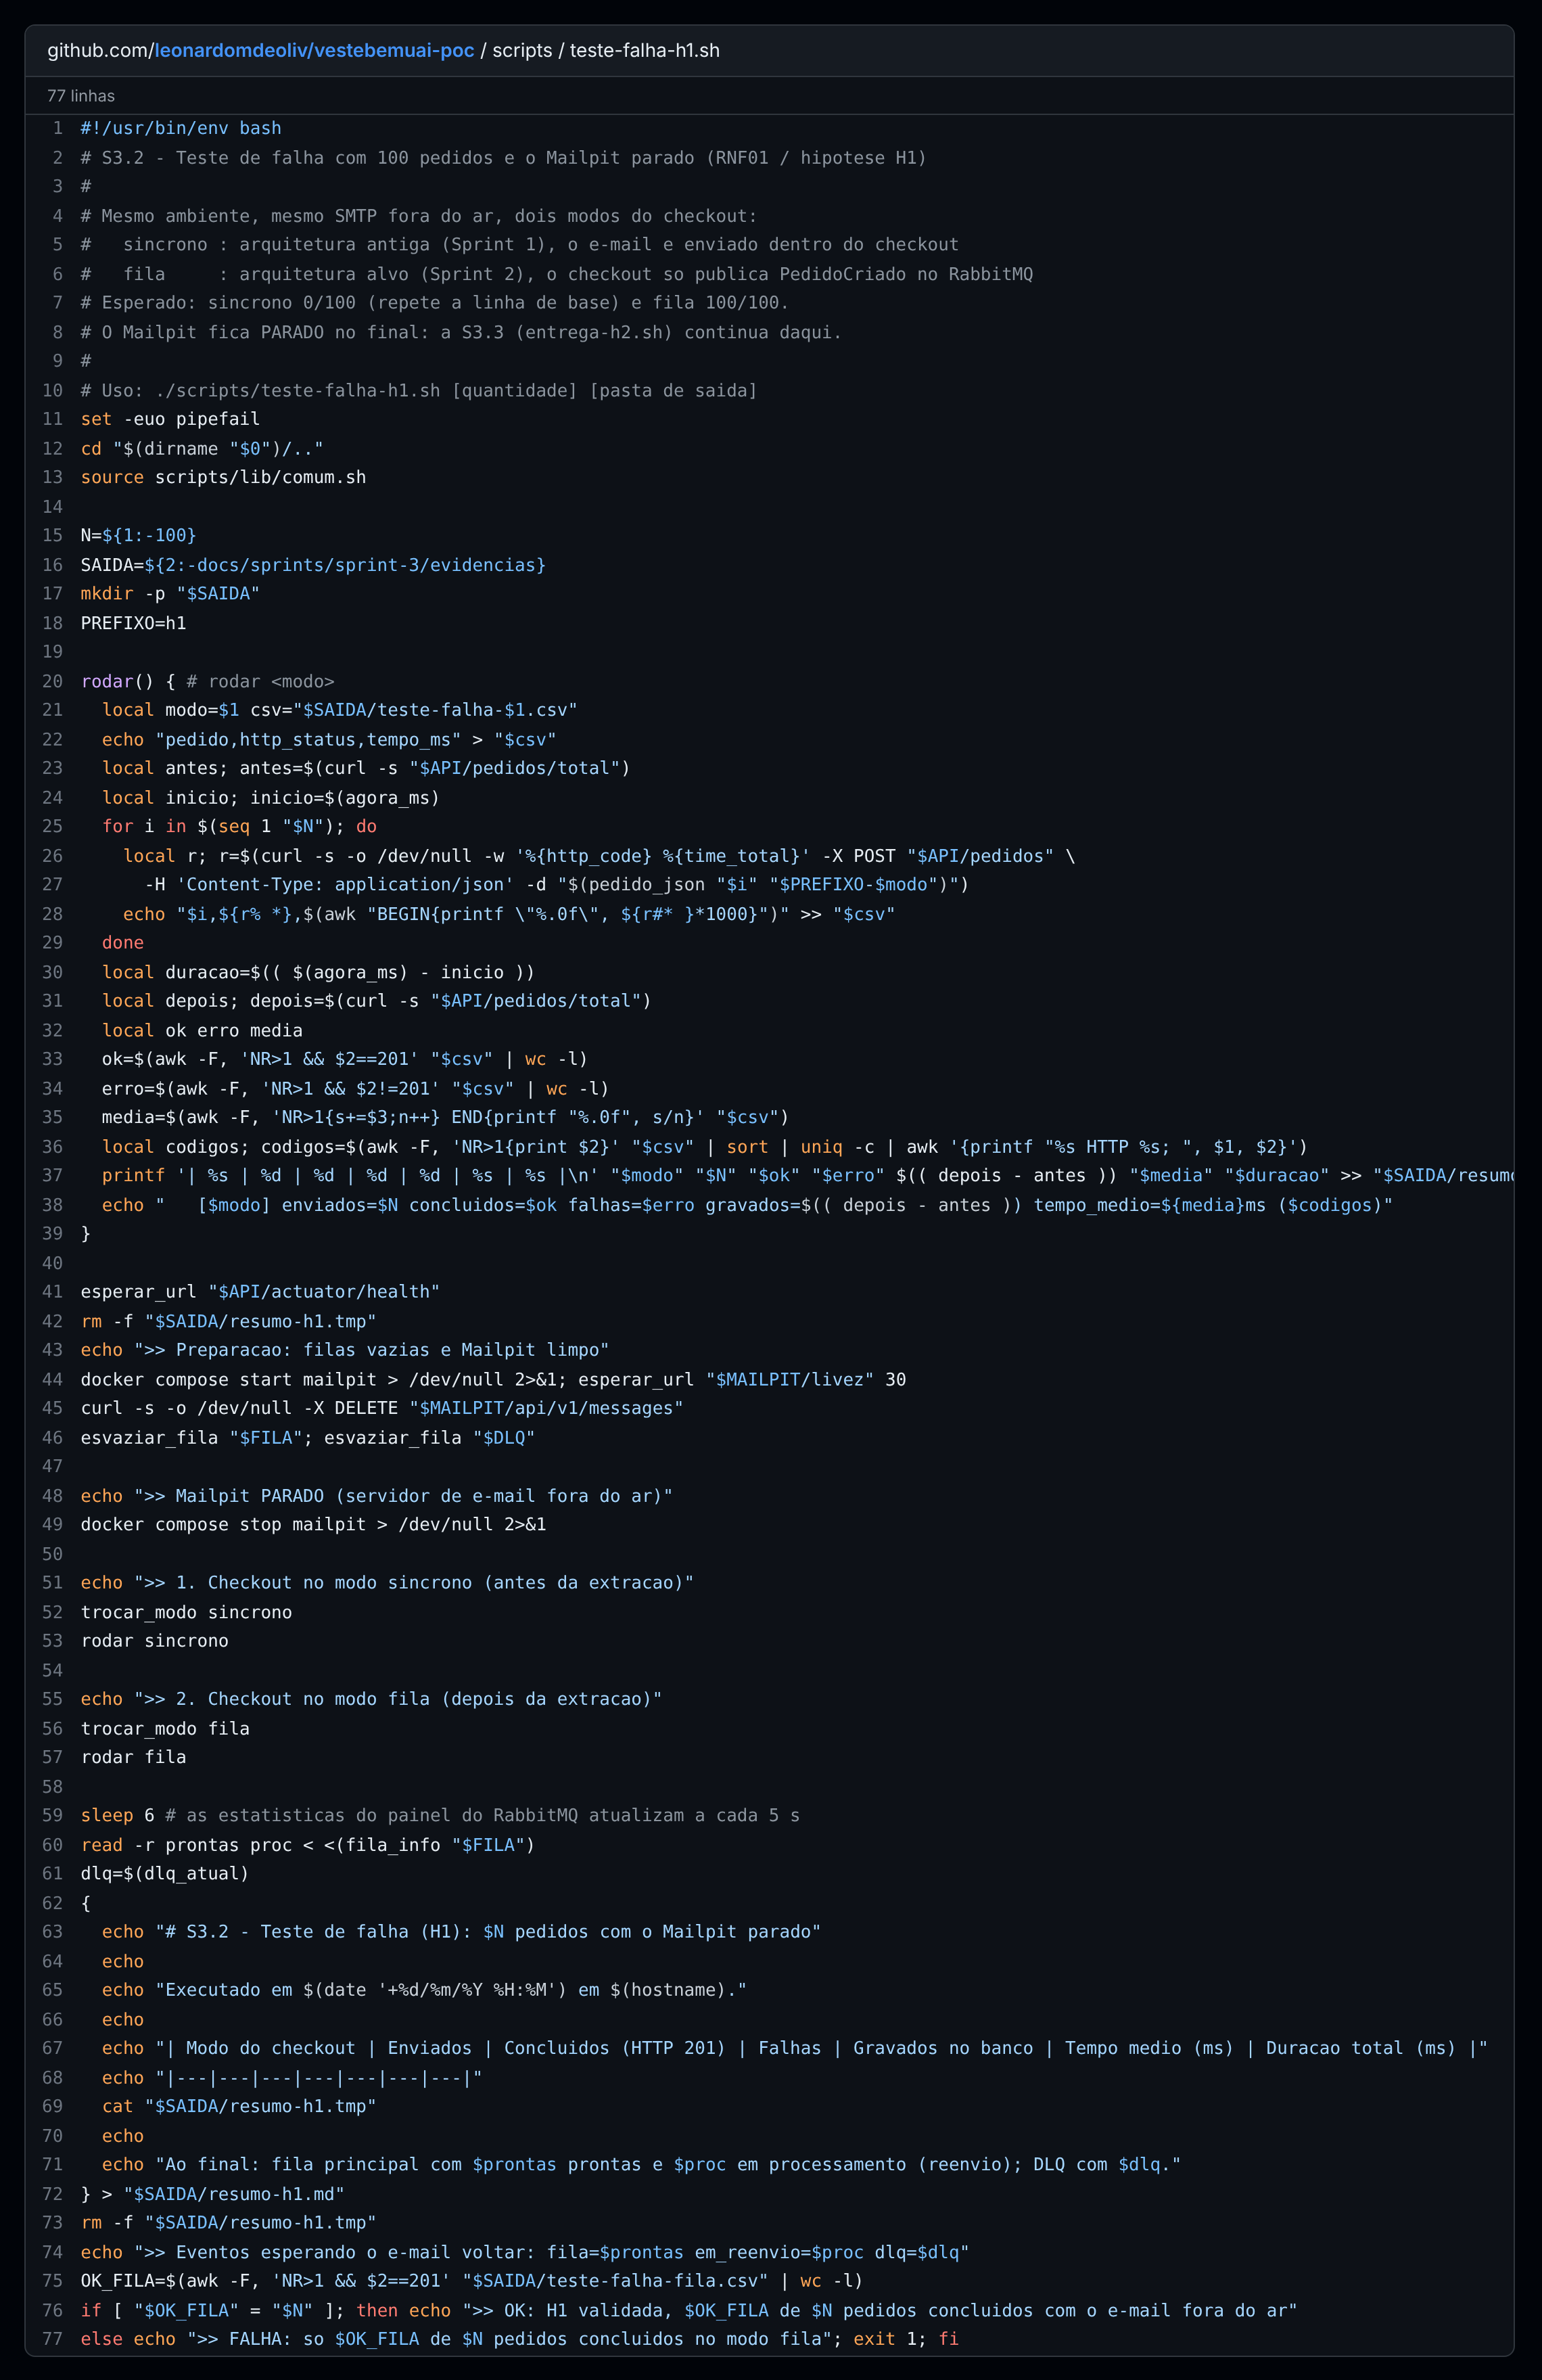 github.com/leonardomdeoliv/vestebemuai-poc / scripts / teste-falha-h1.sh
77 linhas
1 #!/usr/bin/env bash
2 # S3.2 - Teste de falha com 100 pedidos e o Mailpit parado (RNF01 / hipotese H1)
3 #
4 # Mesmo ambiente, mesmo SMTP fora do ar, dois modos do checkout:
5 #   sincrono : arquitetura antiga (Sprint 1), o e-mail e enviado dentro do checkout
6 #   fila     : arquitetura alvo (Sprint 2), o checkout so publica PedidoCriado no RabbitMQ
7 # Esperado: sincrono 0/100 (repete a linha de base) e fila 100/100.
8 # O Mailpit fica PARADO no final: a S3.3 (entrega-h2.sh) continua daqui.
9 #
10 # Uso: ./scripts/teste-falha-h1.sh [quantidade] [pasta de saida]
11 set -euo pipefail
12 cd "$(dirname "$0")/.."
13 source scripts/lib/comum.sh
14
15 N=${1:-100}
16 SAIDA=${2:-docs/sprints/sprint-3/evidencias}
17 mkdir -p "$SAIDA"
18 PREFIXO=h1
19
20 rodar() { # rodar <modo>
21   local modo=$1 csv="$SAIDA/teste-falha-$1.csv"
22   echo "pedido,http_status,tempo_ms" > "$csv"
23   local antes; antes=$(curl -s "$API/pedidos/total")
24   local inicio; inicio=$(agora_ms)
25   for i in $(seq 1 "$N"); do
26     local r; r=$(curl -s -o /dev/null -w '%{http_code} %{time_total}' -X POST "$API/pedidos" \
27       -H 'Content-Type: application/json' -d "$(pedido_json "$i" "$PREFIXO-$modo")")
28     echo "$i,${r% *},$(awk "BEGIN{printf \"%.0f\", ${r#* }*1000}")" >> "$csv"
29   done
30   local duracao=$(( $(agora_ms) - inicio ))
31   local depois; depois=$(curl -s "$API/pedidos/total")
32   local ok erro media
33   ok=$(awk -F, 'NR>1 && $2==201' "$csv" | wc -l)
34   erro=$(awk -F, 'NR>1 && $2!=201' "$csv" | wc -l)
35   media=$(awk -F, 'NR>1{s+=$3;n++} END{printf "%.0f", s/n}' "$csv")
36   local codigos; codigos=$(awk -F, 'NR>1{print $2}' "$csv" | sort | uniq -c | awk '{printf "%s HTTP %s; ", $1, $2}')
37   printf '| %s | %d | %d | %d | %d | %s | %s |\n' "$modo" "$N" "$ok" "$erro" $(( depois - antes )) "$media" "$duracao" >> "$SAIDA/resumo
38   echo "   [$modo] enviados=$N concluidos=$ok falhas=$erro gravados=$(( depois - antes )) tempo_medio=${media}ms ($codigos)"
39 }
40
41 esperar_url "$API/actuator/health"
42 rm -f "$SAIDA/resumo-h1.tmp"
43 echo ">> Preparacao: filas vazias e Mailpit limpo"
44 docker compose start mailpit > /dev/null 2>&1; esperar_url "$MAILPIT/livez" 30
45 curl -s -o /dev/null -X DELETE "$MAILPIT/api/v1/messages"
46 esvaziar_fila "$FILA"; esvaziar_fila "$DLQ"
47
48 echo ">> Mailpit PARADO (servidor de e-mail fora do ar)"
49 docker compose stop mailpit > /dev/null 2>&1
50
51 echo ">> 1. Checkout no modo sincrono (antes da extracao)"
52 trocar_modo sincrono
53 rodar sincrono
54
55 echo ">> 2. Checkout no modo fila (depois da extracao)"
56 trocar_modo fila
57 rodar fila
58
59 sleep 6 # as estatisticas do painel do RabbitMQ atualizam a cada 5 s
60 read -r prontas proc < <(fila_info "$FILA")
61 dlq=$(dlq_atual)
62 {
63   echo "# S3.2 - Teste de falha (H1): $N pedidos com o Mailpit parado"
64   echo
65   echo "Executado em $(date '+%d/%m/%Y %H:%M') em $(hostname)."
66   echo
67   echo "| Modo do checkout | Enviados | Concluidos (HTTP 201) | Falhas | Gravados no banco | Tempo medio (ms) | Duracao total (ms) |"
68   echo "|---|---|---|---|---|---|---|"
69   cat "$SAIDA/resumo-h1.tmp"
70   echo
71   echo "Ao final: fila principal com $prontas prontas e $proc em processamento (reenvio); DLQ com $dlq."
72 } > "$SAIDA/resumo-h1.md"
73 rm -f "$SAIDA/resumo-h1.tmp"
74 echo ">> Eventos esperando o e-mail voltar: fila=$prontas em_reenvio=$proc dlq=$dlq"
75 OK_FILA=$(awk -F, 'NR>1 && $2==201' "$SAIDA/teste-falha-fila.csv" | wc -l)
76 if [ "$OK_FILA" = "$N" ]; then echo ">> OK: H1 validada, $OK_FILA de $N pedidos concluidos com o e-mail fora do ar"
77 else echo ">> FALHA: so $OK_FILA de $N pedidos concluidos no modo fila"; exit 1; fi